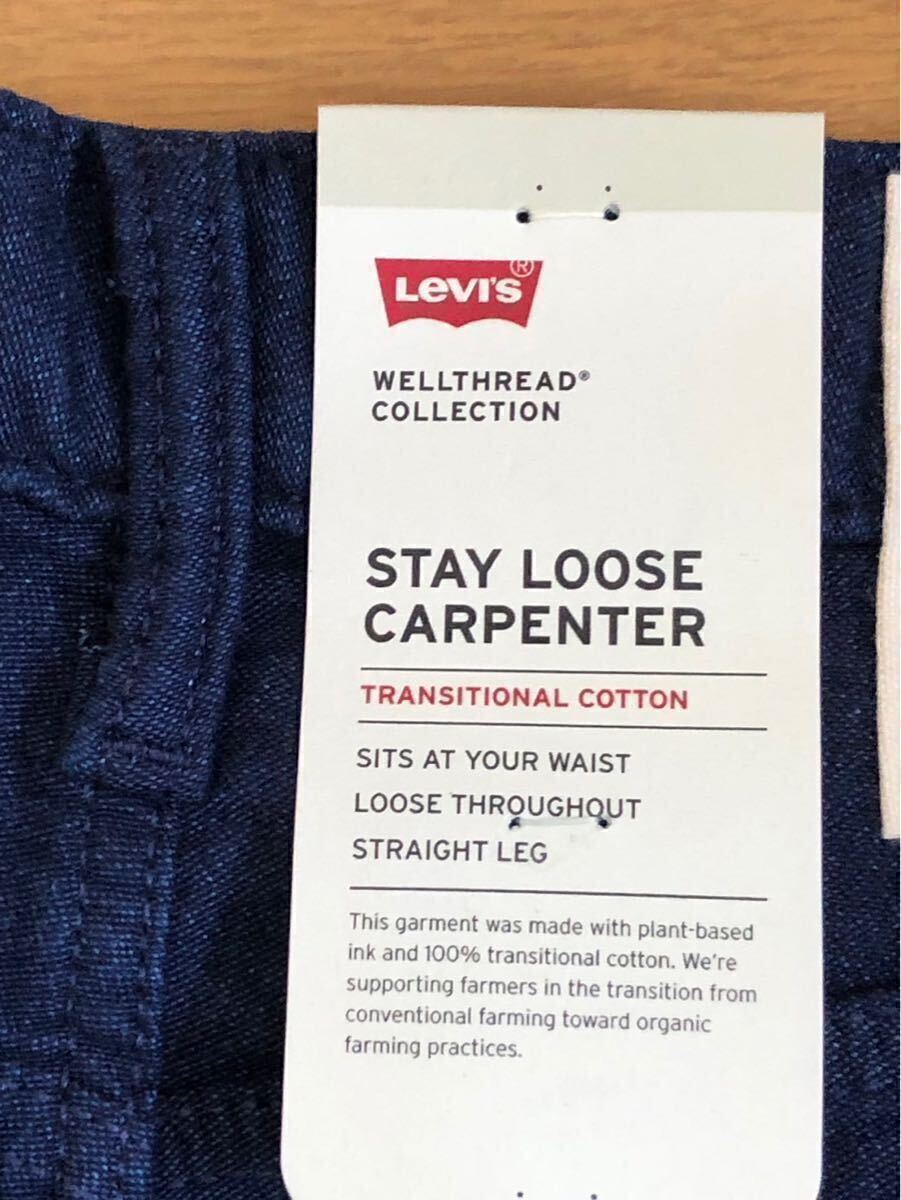 LEVI'S®
WELLTHREAD®
COLLECTION
STAY LOOSE
CARPENTER
TRANSITIONAL COTTON
SITS AT YOUR WAIST
LOOSE THROUGHOUT
STRAIGHT LEG
This garment was made with plant-based
ink and 100% transitional cotton. We're
supporting farmers in the transition from
conventional farming toward organic
farming practices.